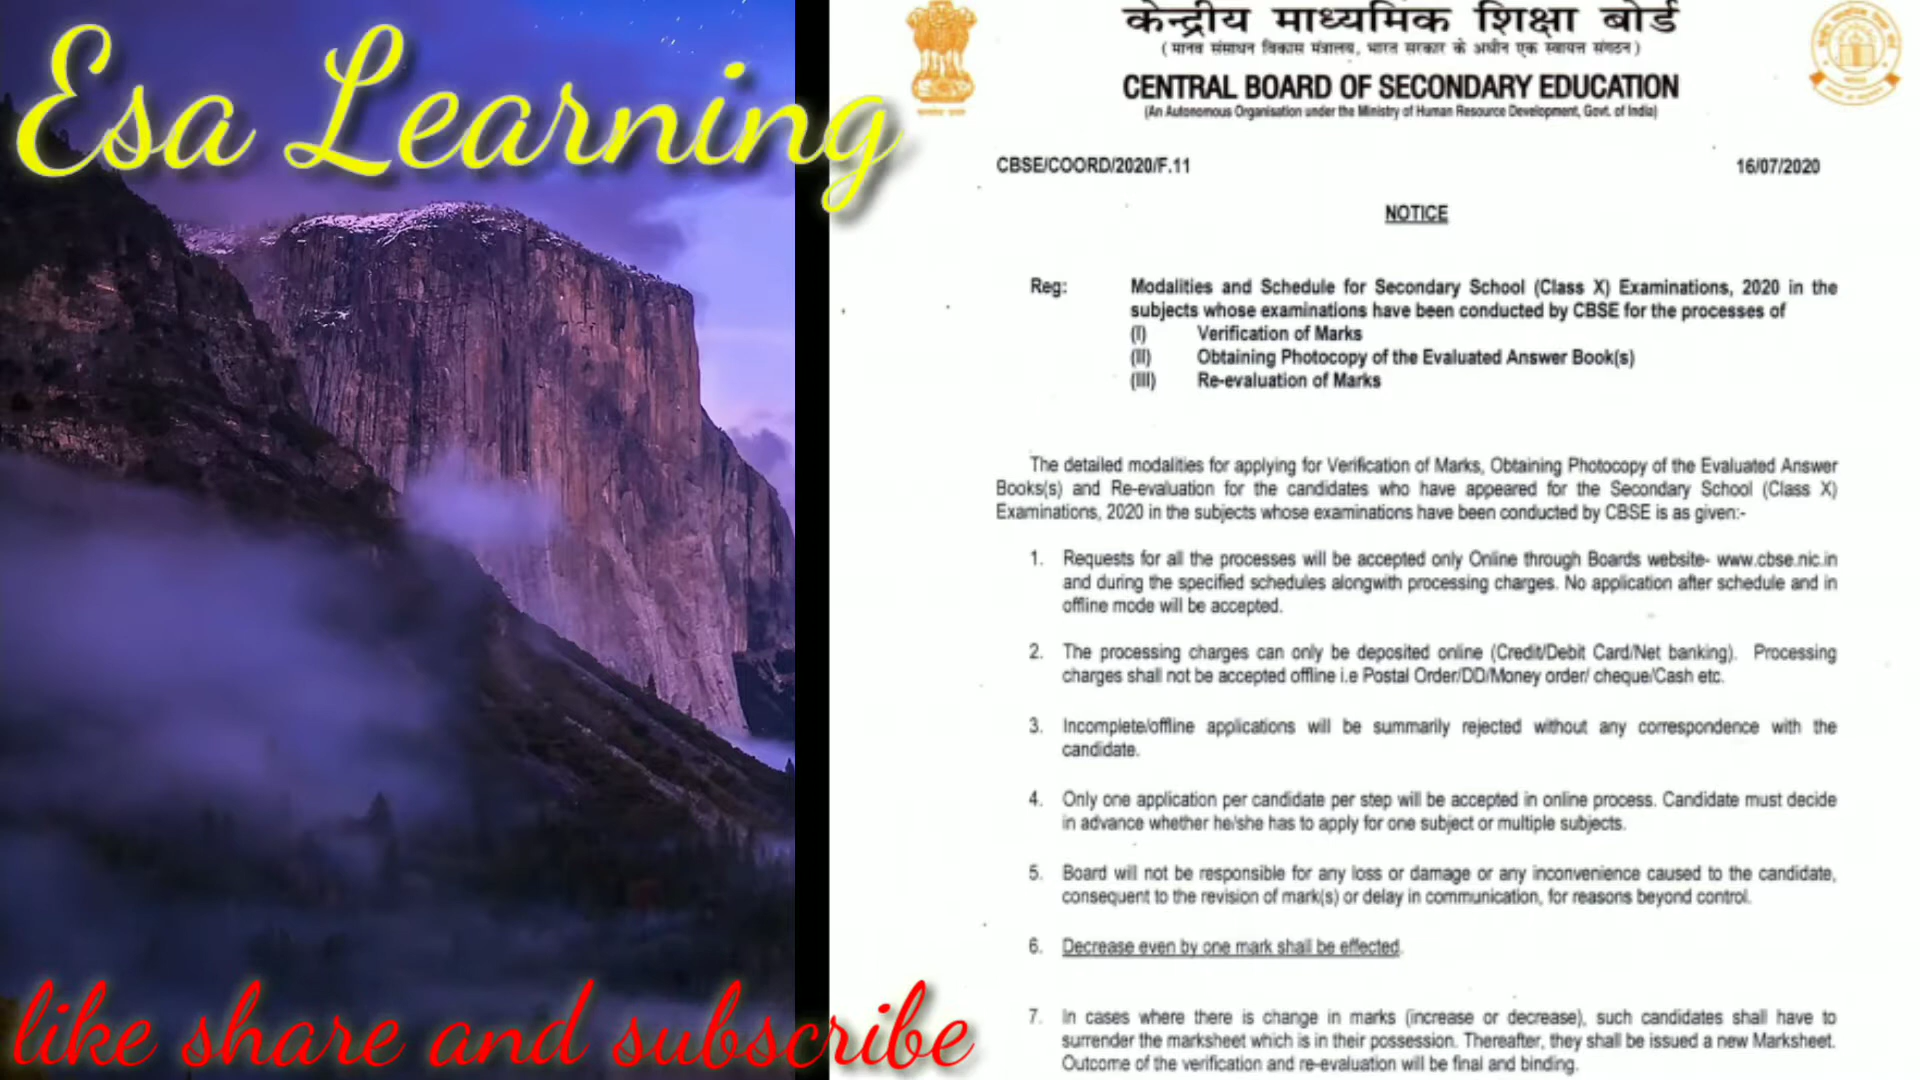 Esa Learning
like share and subscribe
केन्द्रीय माध्यमिक शिक्षा बोर्ड
( मानव संसाधन विकास मंत्रालय, भारत सरकार के अधीन एक स्वायत्त संगठन )
CENTRAL BOARD OF SECONDARY EDUCATION
(An Autonomous Organisation under the Ministry of Human Resource Development, Govt. of India)
CBSE/COORD/2020/F.11 16/07/2020
NOTICE
Reg: Modalities and Schedule for Secondary School (Class X) Examinations, 2020 in the
subjects whose examinations have been conducted by CBSE for the processes of
(I) Verification of Marks
(II) Obtaining Photocopy of the Evaluated Answer Book(s)
(III) Re-evaluation of Marks
The detailed modalities for applying for Verification of Marks, Obtaining Photocopy of the Evaluated Answer
Books(s) and Re-evaluation for the candidates who have appeared for the Secondary School (Class X)
Examinations, 2020 in the subjects whose examinations have been conducted by CBSE is as given:-
1. Requests for all the processes will be accepted only Online through Boards website- www.cbse.nic.in
and during the specified schedules alongwith processing charges. No application after schedule and in
offline mode will be accepted.
2. The processing charges can only be deposited online (Credit/Debit Card/Net banking). Processing
charges shall not be accepted offline i.e Postal Order/DD/Money order/ cheque/Cash etc.
3. Incomplete/offline applications will be summarily rejected without any correspondence with the
candidate.
4. Only one application per candidate per step will be accepted in online process. Candidate must decide
in advance whether he/she has to apply for one subject or multiple subjects.
5. Board will not be responsible for any loss or damage or any inconvenience caused to the candidate,
consequent to the revision of mark(s) or delay in communication, for reasons beyond control.
6. Decrease even by one mark shall be effected.
7. In cases where there is change in marks (increase or decrease), such candidates shall have to
surrender the marksheet which is in their possession. Thereafter, they shall be issued a new Marksheet.
Outcome of the verification and re-evaluation will be final and binding.